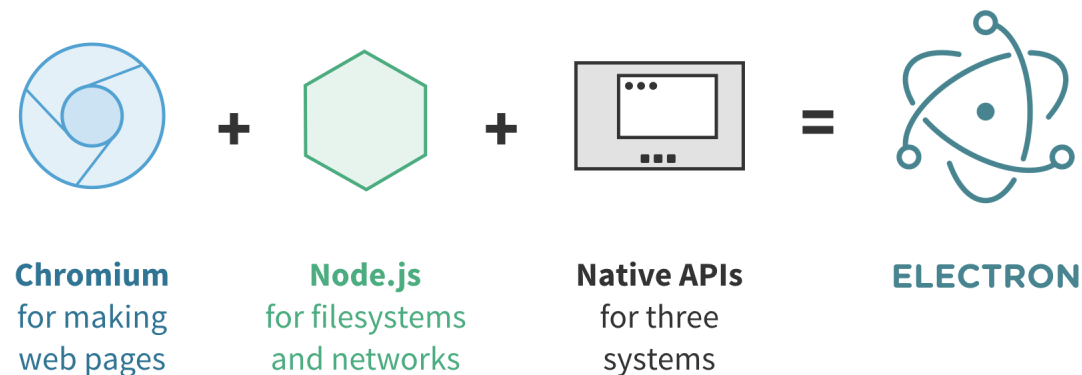 + + =
Chromium
for making
web pages
Node.js
for filesystems
and networks
Native APIs
for three
systems
ELECTRON